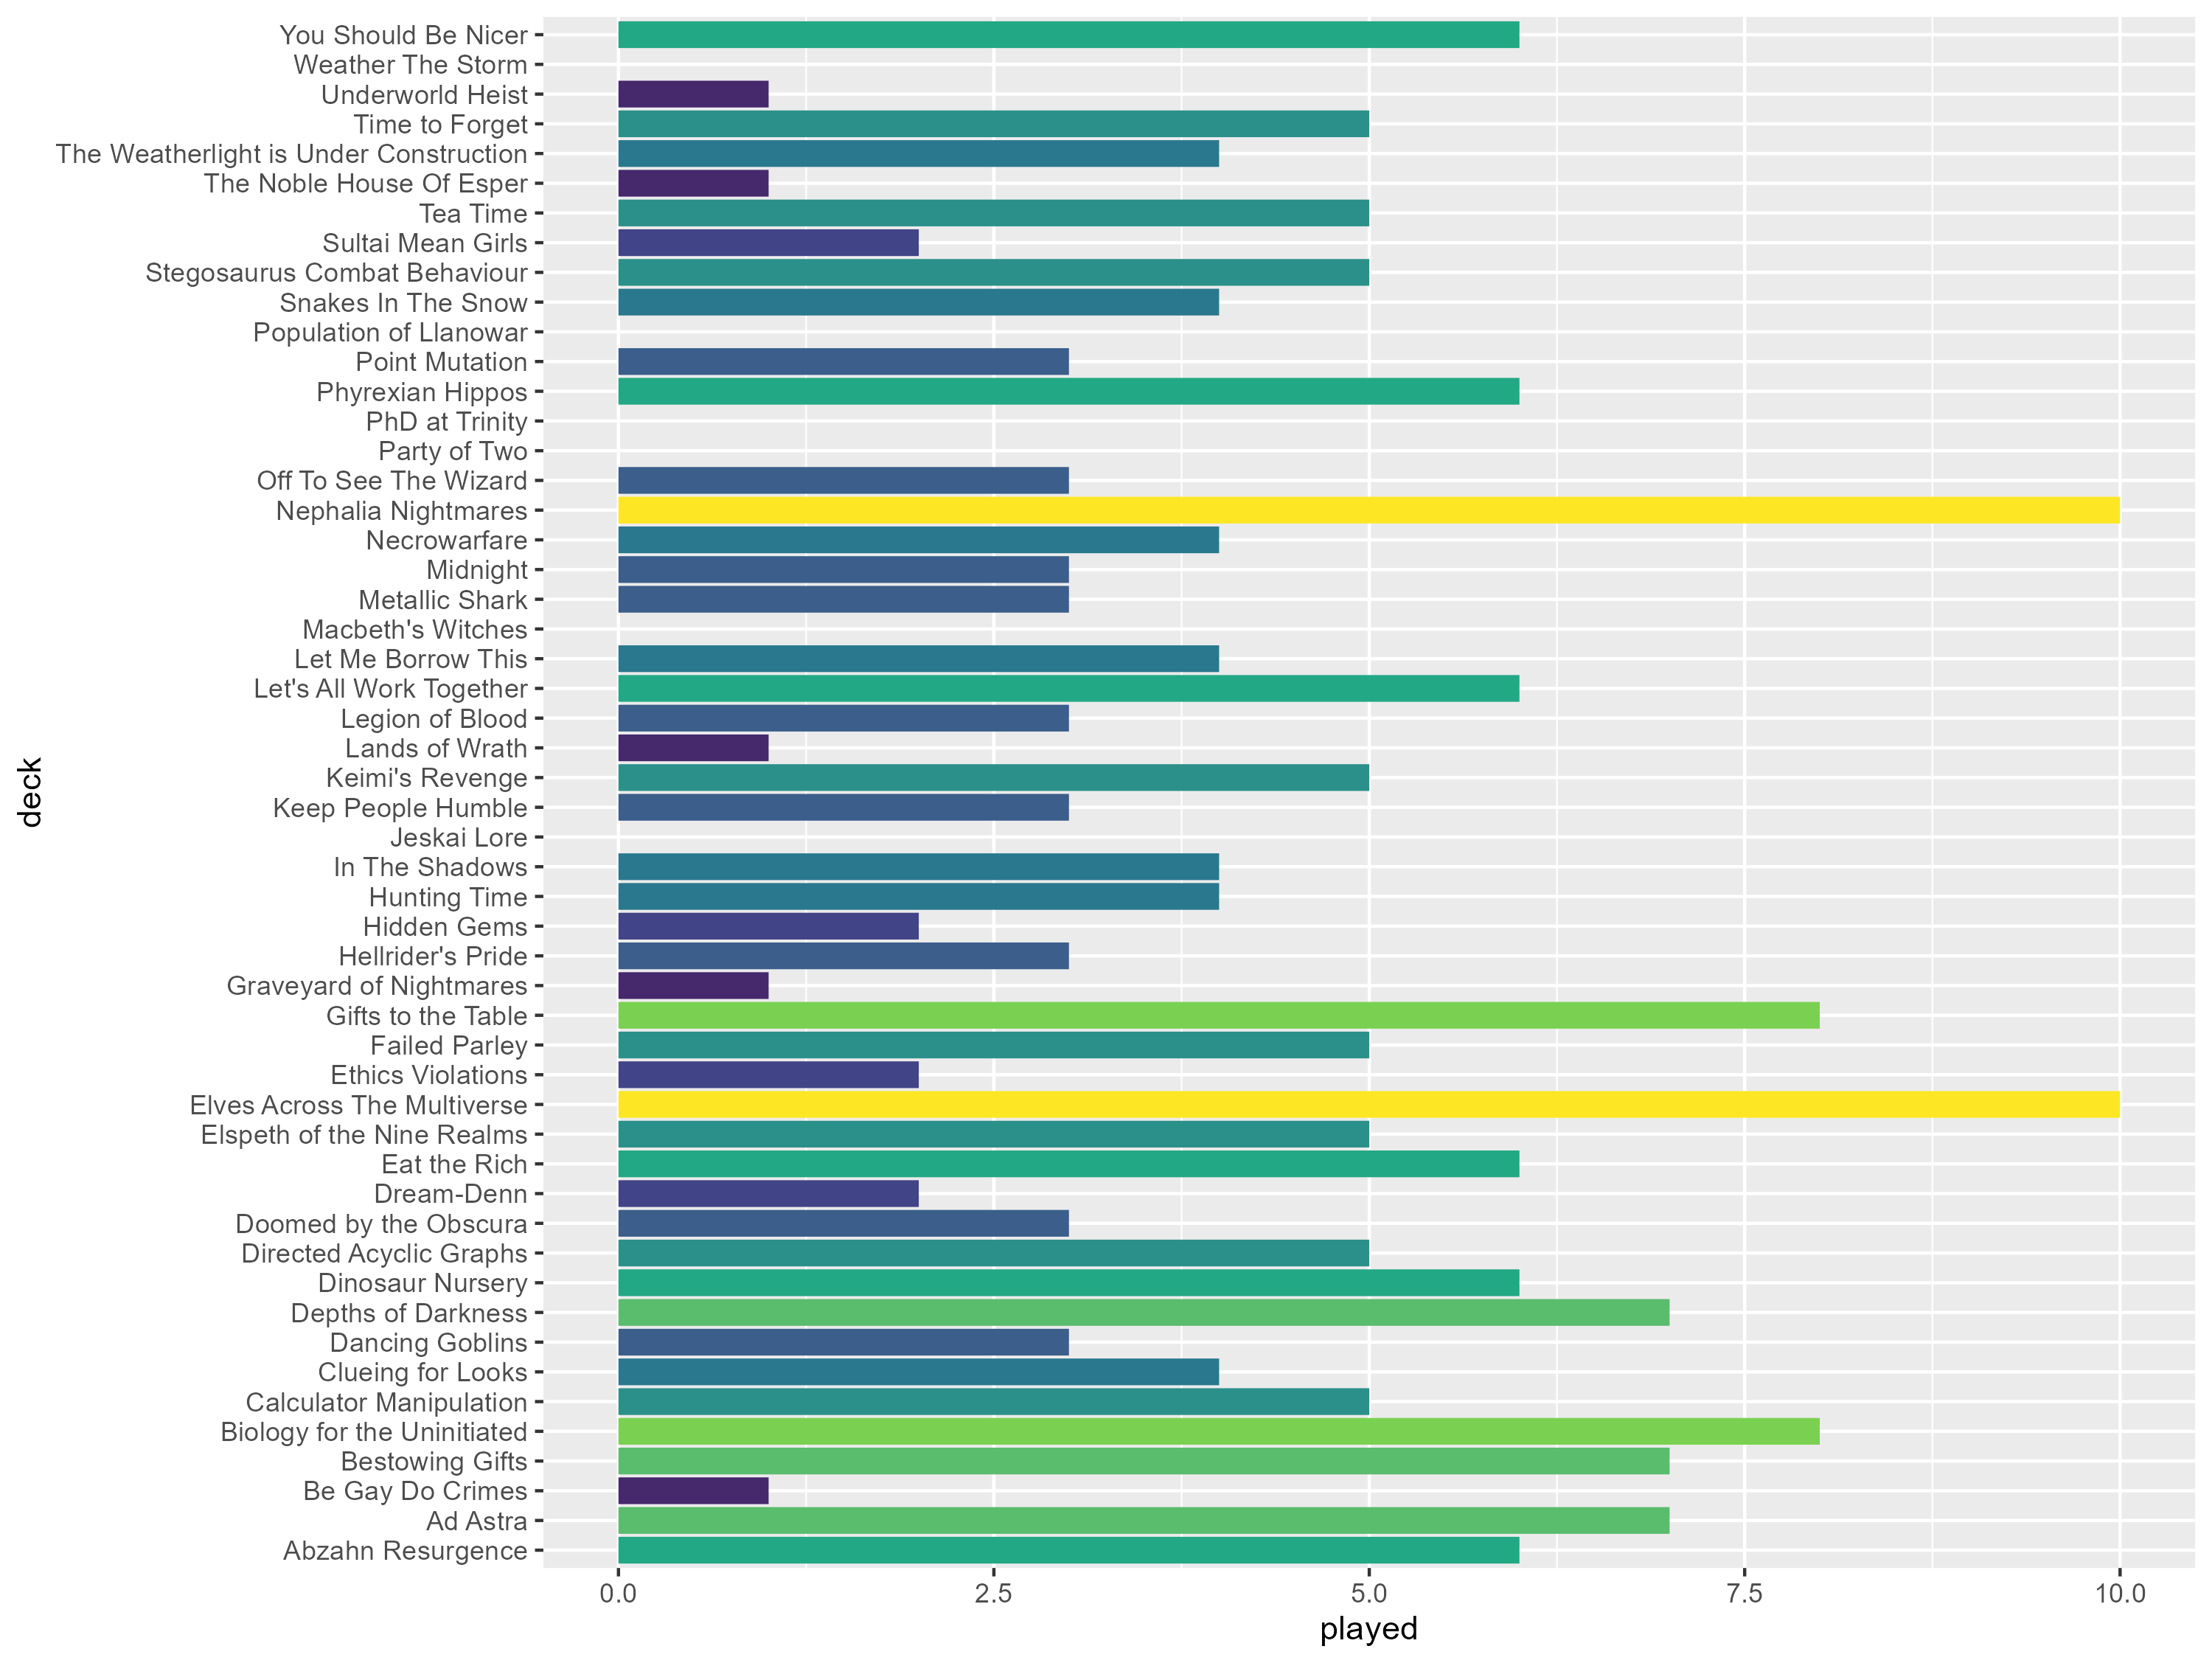 You Should Be Nicer
Weather The Storm
Underworld Heist
Time to Forget
The Weatherlight is Under Construction
The Noble House Of Esper
Tea Time
Sultai Mean Girls
Stegosaurus Combat Behaviour
Snakes In The Snow
Population of Llanowar
Point Mutation
Phyrexian Hippos
PhD at Trinity
Party of Two
Off To See The Wizard
Nephalia Nightmares
Necrowarfare
Midnight
Metallic Shark
Macbeth's Witches
Let Me Borrow This
Let's All Work Together
Legion of Blood
Lands of Wrath
Keimi's Revenge
Keep People Humble
Jeskai Lore
In The Shadows
Hunting Time
Hidden Gems
Hellrider's Pride
Graveyard of Nightmares
Gifts to the Table
Failed Parley
Ethics Violations
Elves Across The Multiverse
Elspeth of the Nine Realms
Eat the Rich
Dream-Denn
Doomed by the Obscura
Directed Acyclic Graphs
Dinosaur Nursery
Depths of Darkness
Dancing Goblins
Clueing for Looks
Calculator Manipulation
Biology for the Uninitiated
Bestowing Gifts
Be Gay Do Crimes
Ad Astra
Abzahn Resurgence
deck
0.0 2.5 5.0 7.5 10.0
played